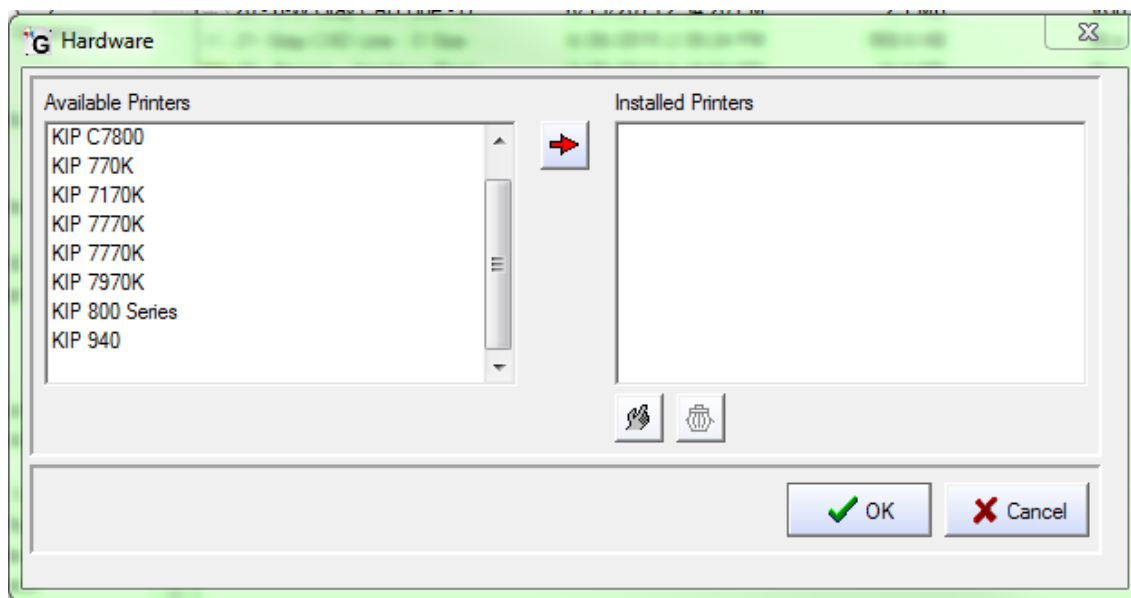 G Hardware
Available Printers
KIP C7800
KIP 770K
KIP 7170K
KIP 7770K
KIP 7770K
KIP 7970K
KIP 800 Series
KIP 940
Installed Printers
OK
Cancel